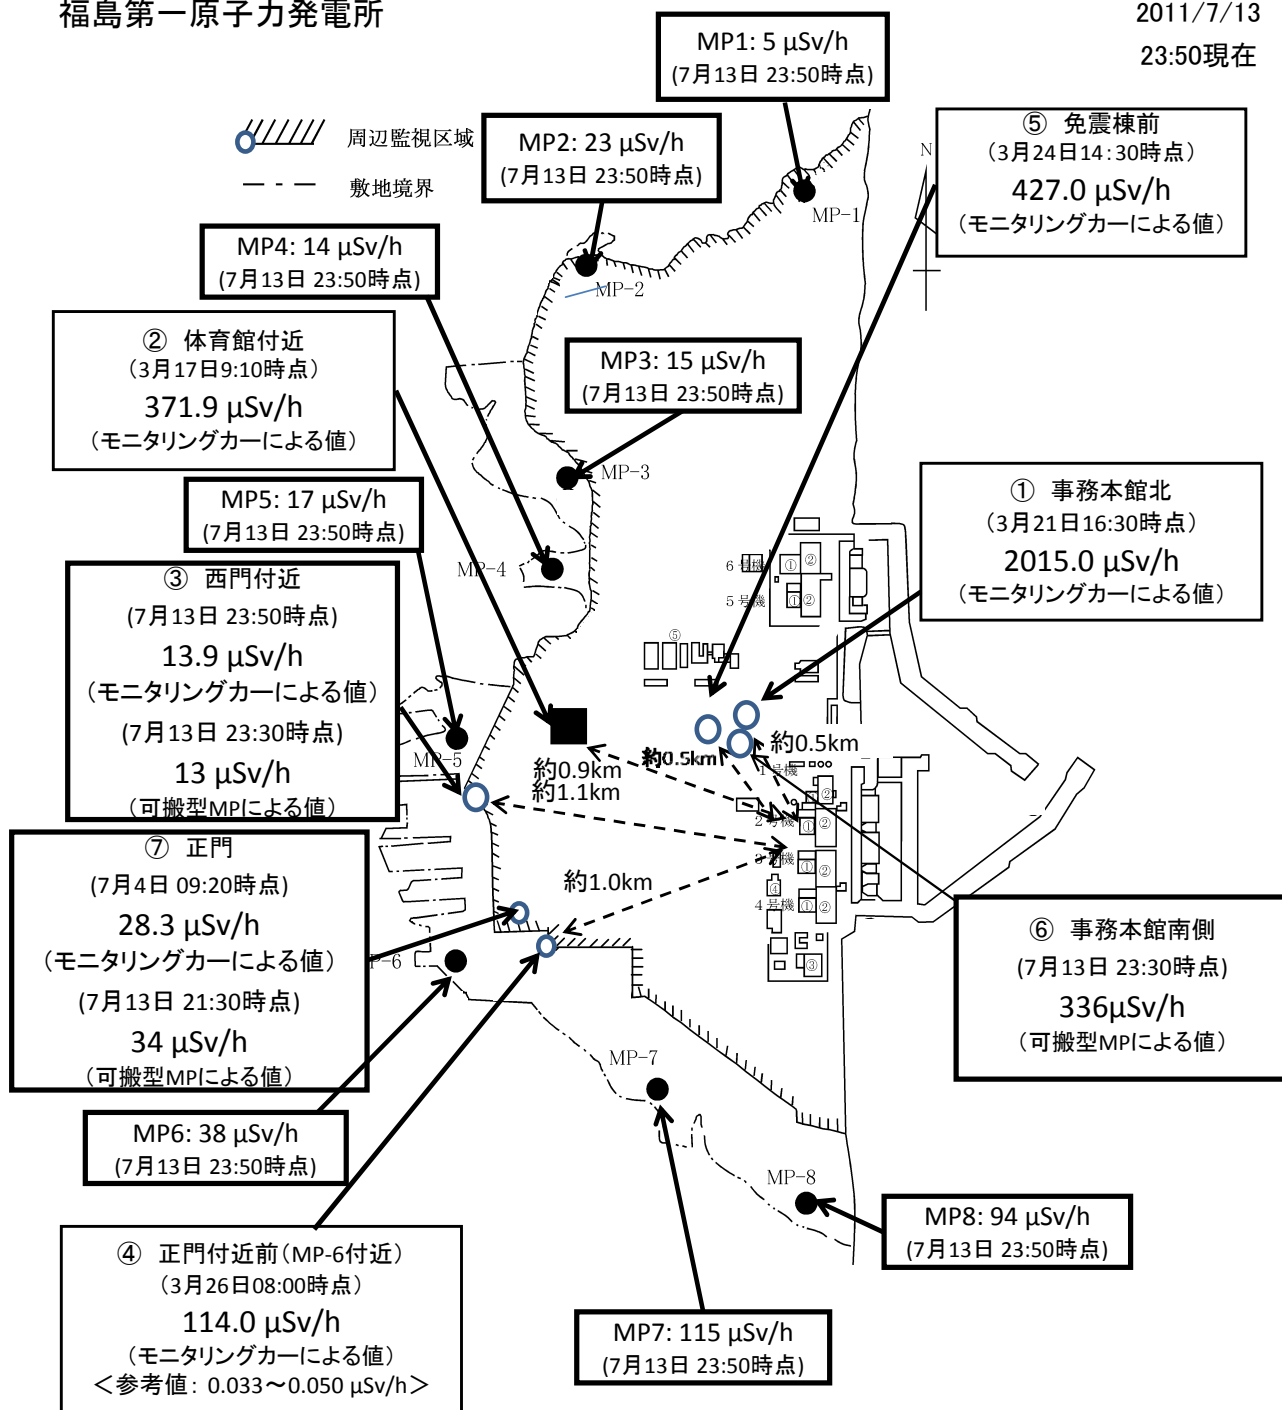 福島第一原子力発電所
2011/7/13
23:50現在
周辺監視区域
敷地境界
MP1: 5 μSv/h
(7月13日 23:50時点)
MP2: 23 μSv/h
(7月13日 23:50時点)
⑤ 免震棟前
(3月24日14:30時点)
427.0 μSv/h
(モニタリングカーによる値)
N
MP-1
MP4: 14 μSv/h
(7月13日 23:50時点)
MP-2
② 体育館付近
(3月17日9:10時点)
371.9 μSv/h
(モニタリングカーによる値)
MP3: 15 μSv/h
(7月13日 23:50時点)
MP-3
① 事務本館北
(3月21日16:30時点)
2015.0 μSv/h
(モニタリングカーによる値)
MP5: 17 μSv/h
(7月13日 23:50時点)
MP-4
③ 西門付近
(7月13日 23:50時点)
13.9 μSv/h
(モニタリングカーによる値)
(7月13日 23:30時点)
13 μSv/h
(可搬型MPによる値)
6号機
① ②
5号機
① ②
⑤
MP-5
約0.9km
約1.1km
約0.5km
約0.5km
1号機
②
2号機
① ②
3号機
① ②
④
4号機
① ②
③
約1.0km
⑦ 正門
(7月4日 09:20時点)
28.3 μSv/h
(モニタリングカーによる値)
(7月13日 21:30時点)
34 μSv/h
(可搬型MPによる値)
P-6
⑥ 事務本館南側
(7月13日 23:30時点)
336μSv/h
(可搬型MPによる値)
MP-7
MP6: 38 μSv/h
(7月13日 23:50時点)
MP-8
MP8: 94 μSv/h
(7月13日 23:50時点)
④ 正門付近前(MP-6付近)
(3月26日08:00時点)
114.0 μSv/h
(モニタリングカーによる値)
<参考値: 0.033~0.050 μSv/h>
MP7: 115 μSv/h
(7月13日 23:50時点)